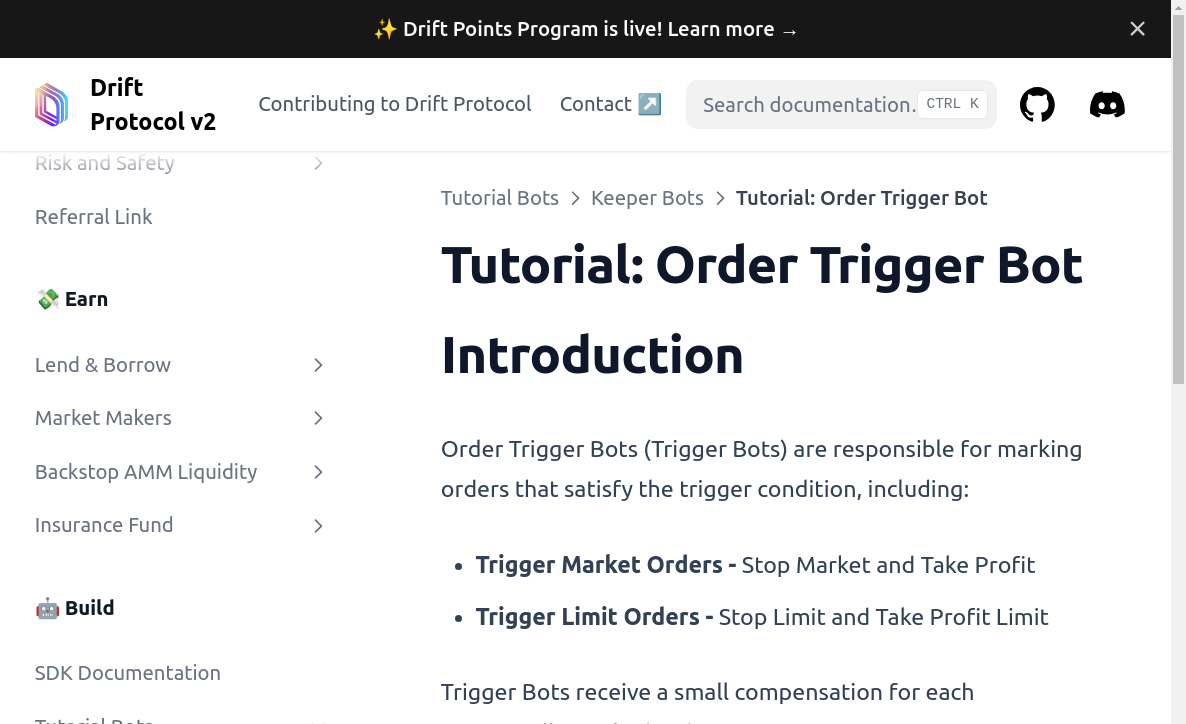 ✨ Drift Points Program is live! Learn more →
Drift
Protocol v2
Contributing to Drift Protocol
Contact ↗️
Search documentation.
CTRL K
Risk and Safety
Referral Link
💸 Earn
Lend & Borrow
Market Makers
Backstop AMM Liquidity
Insurance Fund
🤖 Build
SDK Documentation
Tutorial Bots
Tutorial Bots > Keeper Bots > Tutorial: Order Trigger Bot
Tutorial: Order Trigger Bot
Introduction
Order Trigger Bots (Trigger Bots) are responsible for marking
orders that satisfy the trigger condition, including:
• Trigger Market Orders - Stop Market and Take Profit
• Trigger Limit Orders - Stop Limit and Take Profit Limit
Trigger Bots receive a small compensation for each